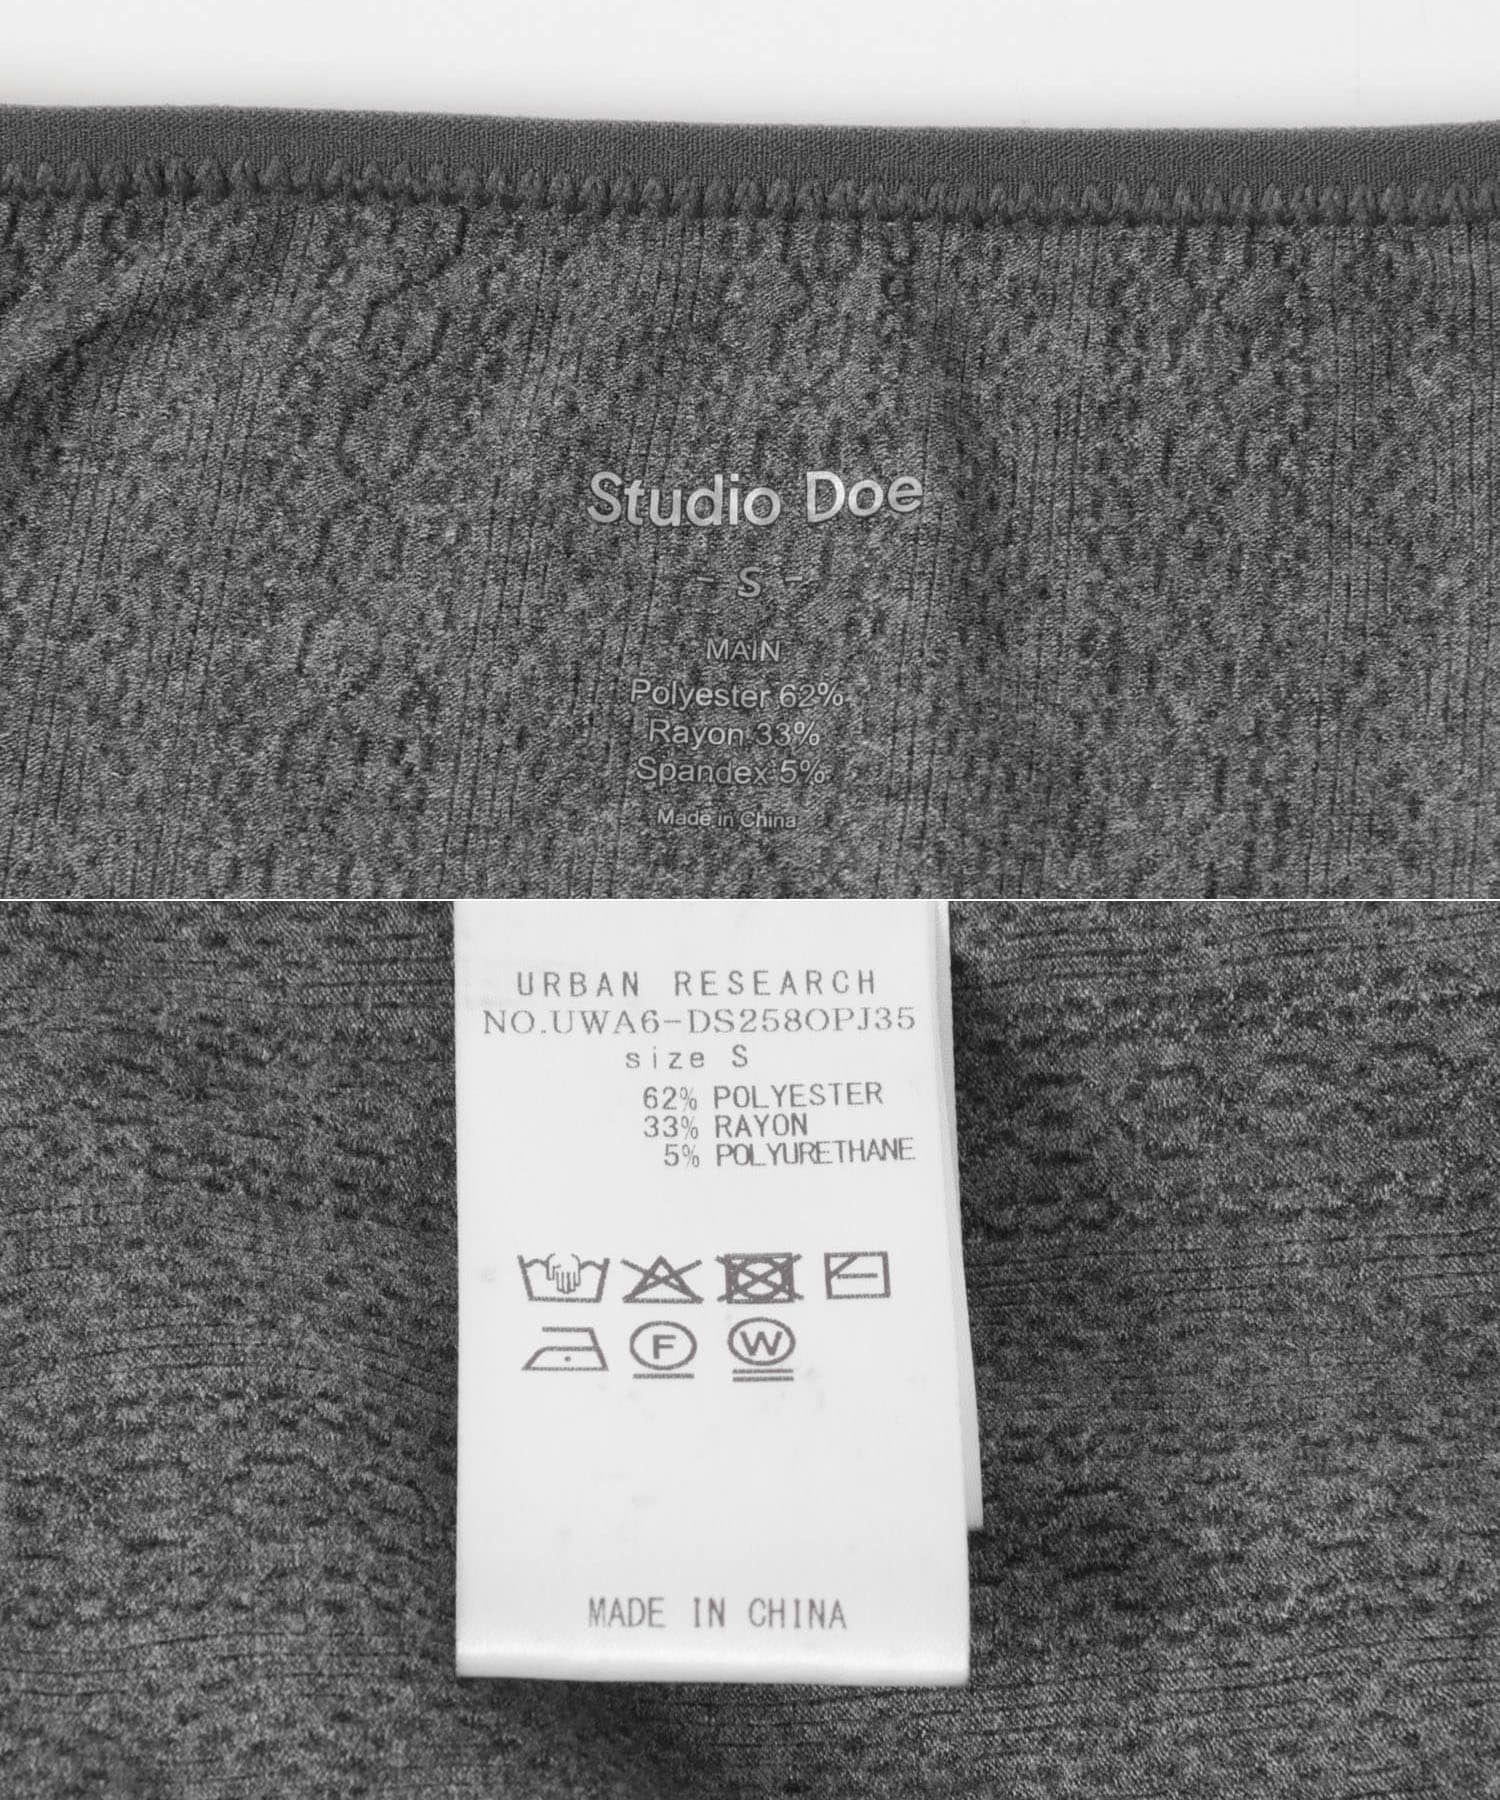 Studio Doe
- S -
MAIN
Polyester 62%
Rayon 33%
Spandex 5%
Made in China
URBAN RESEARCH
NO.UWA6-DS258OPJ35
size S
62% POLYESTER
33% RAYON
5% POLYURETHANE
F W
MADE IN CHINA